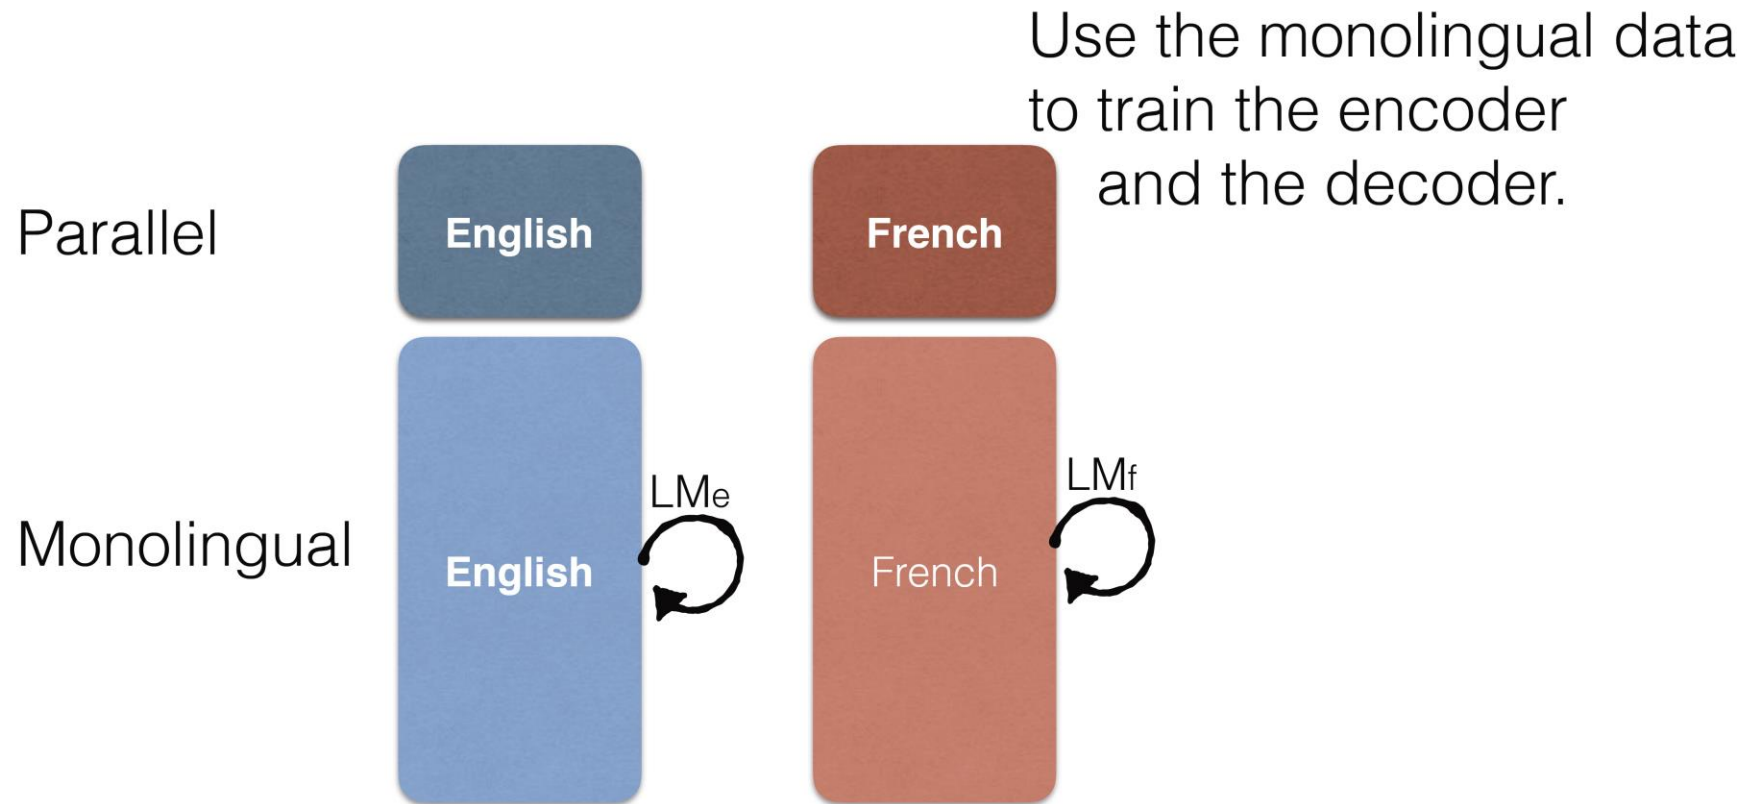 Use the monolingual data
to train the encoder
and the decoder.
Parallel
English
French
LMe
LMf
Monolingual
English
French